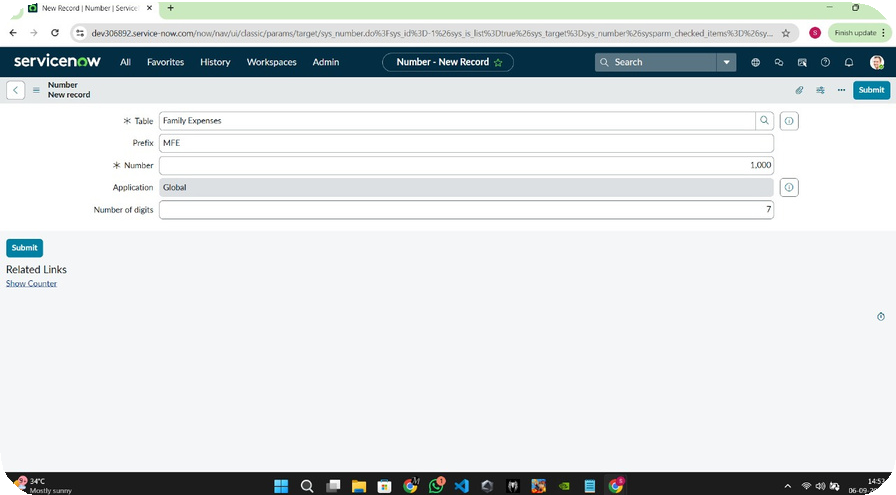 New Record | Number | Service
dev306892.service-now.com/now/nav/ui/classic/params/target/sys_number.do%3Fsys_id%3D-1%26sys_is_list%3Dtrue%26sys_target%3Dsys_number%26sysparm_checked_items%3D%26sy...
S
Finish update
servicenow
All Favorites History Workspaces Admin
Number - New Record
Search
Number
New record
Submit
* Table Family Expenses
Prefix MFE
* Number 1,000
Application Global
Number of digits 7
Submit
Related Links
Show Counter
34°C
Mostly sunny